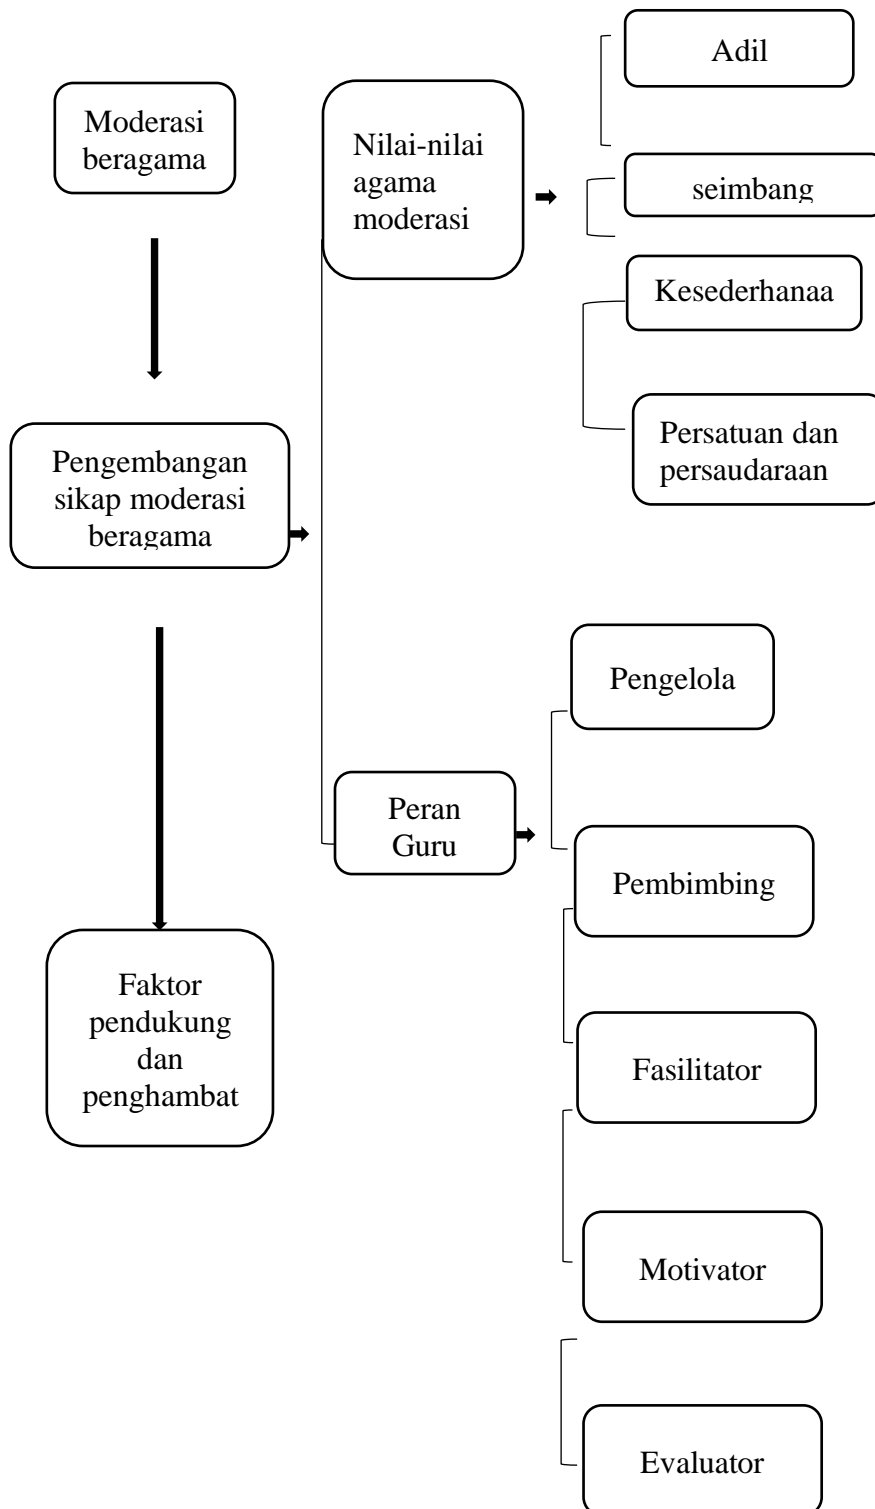 Moderasi
beragama
Nilai-nilai
agama
moderasi
Adil
seimbang
Kesederhanaa
Persatuan dan
persaudaraan
Pengembangan
sikap moderasi
beragama
Pengelola
Peran
Guru
Pembimbing
Faktor
pendukung
dan
penghambat
Fasilitator
Motivator
Evaluator